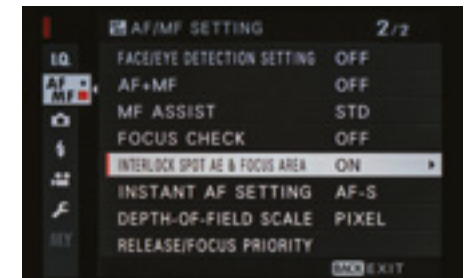 AF/MF SETTING 2/2
I.Q.
FACE/EYE DETECTION SETTING OFF
AF MF
AF+MF OFF
MF ASSIST STD
FOCUS CHECK OFF
INTERLOCK SPOT AE & FOCUS AREA ON
INSTANT AF SETTING AF-S
DEPTH-OF-FIELD SCALE PIXEL
MY
RELEASE/FOCUS PRIORITY
BACK EXIT